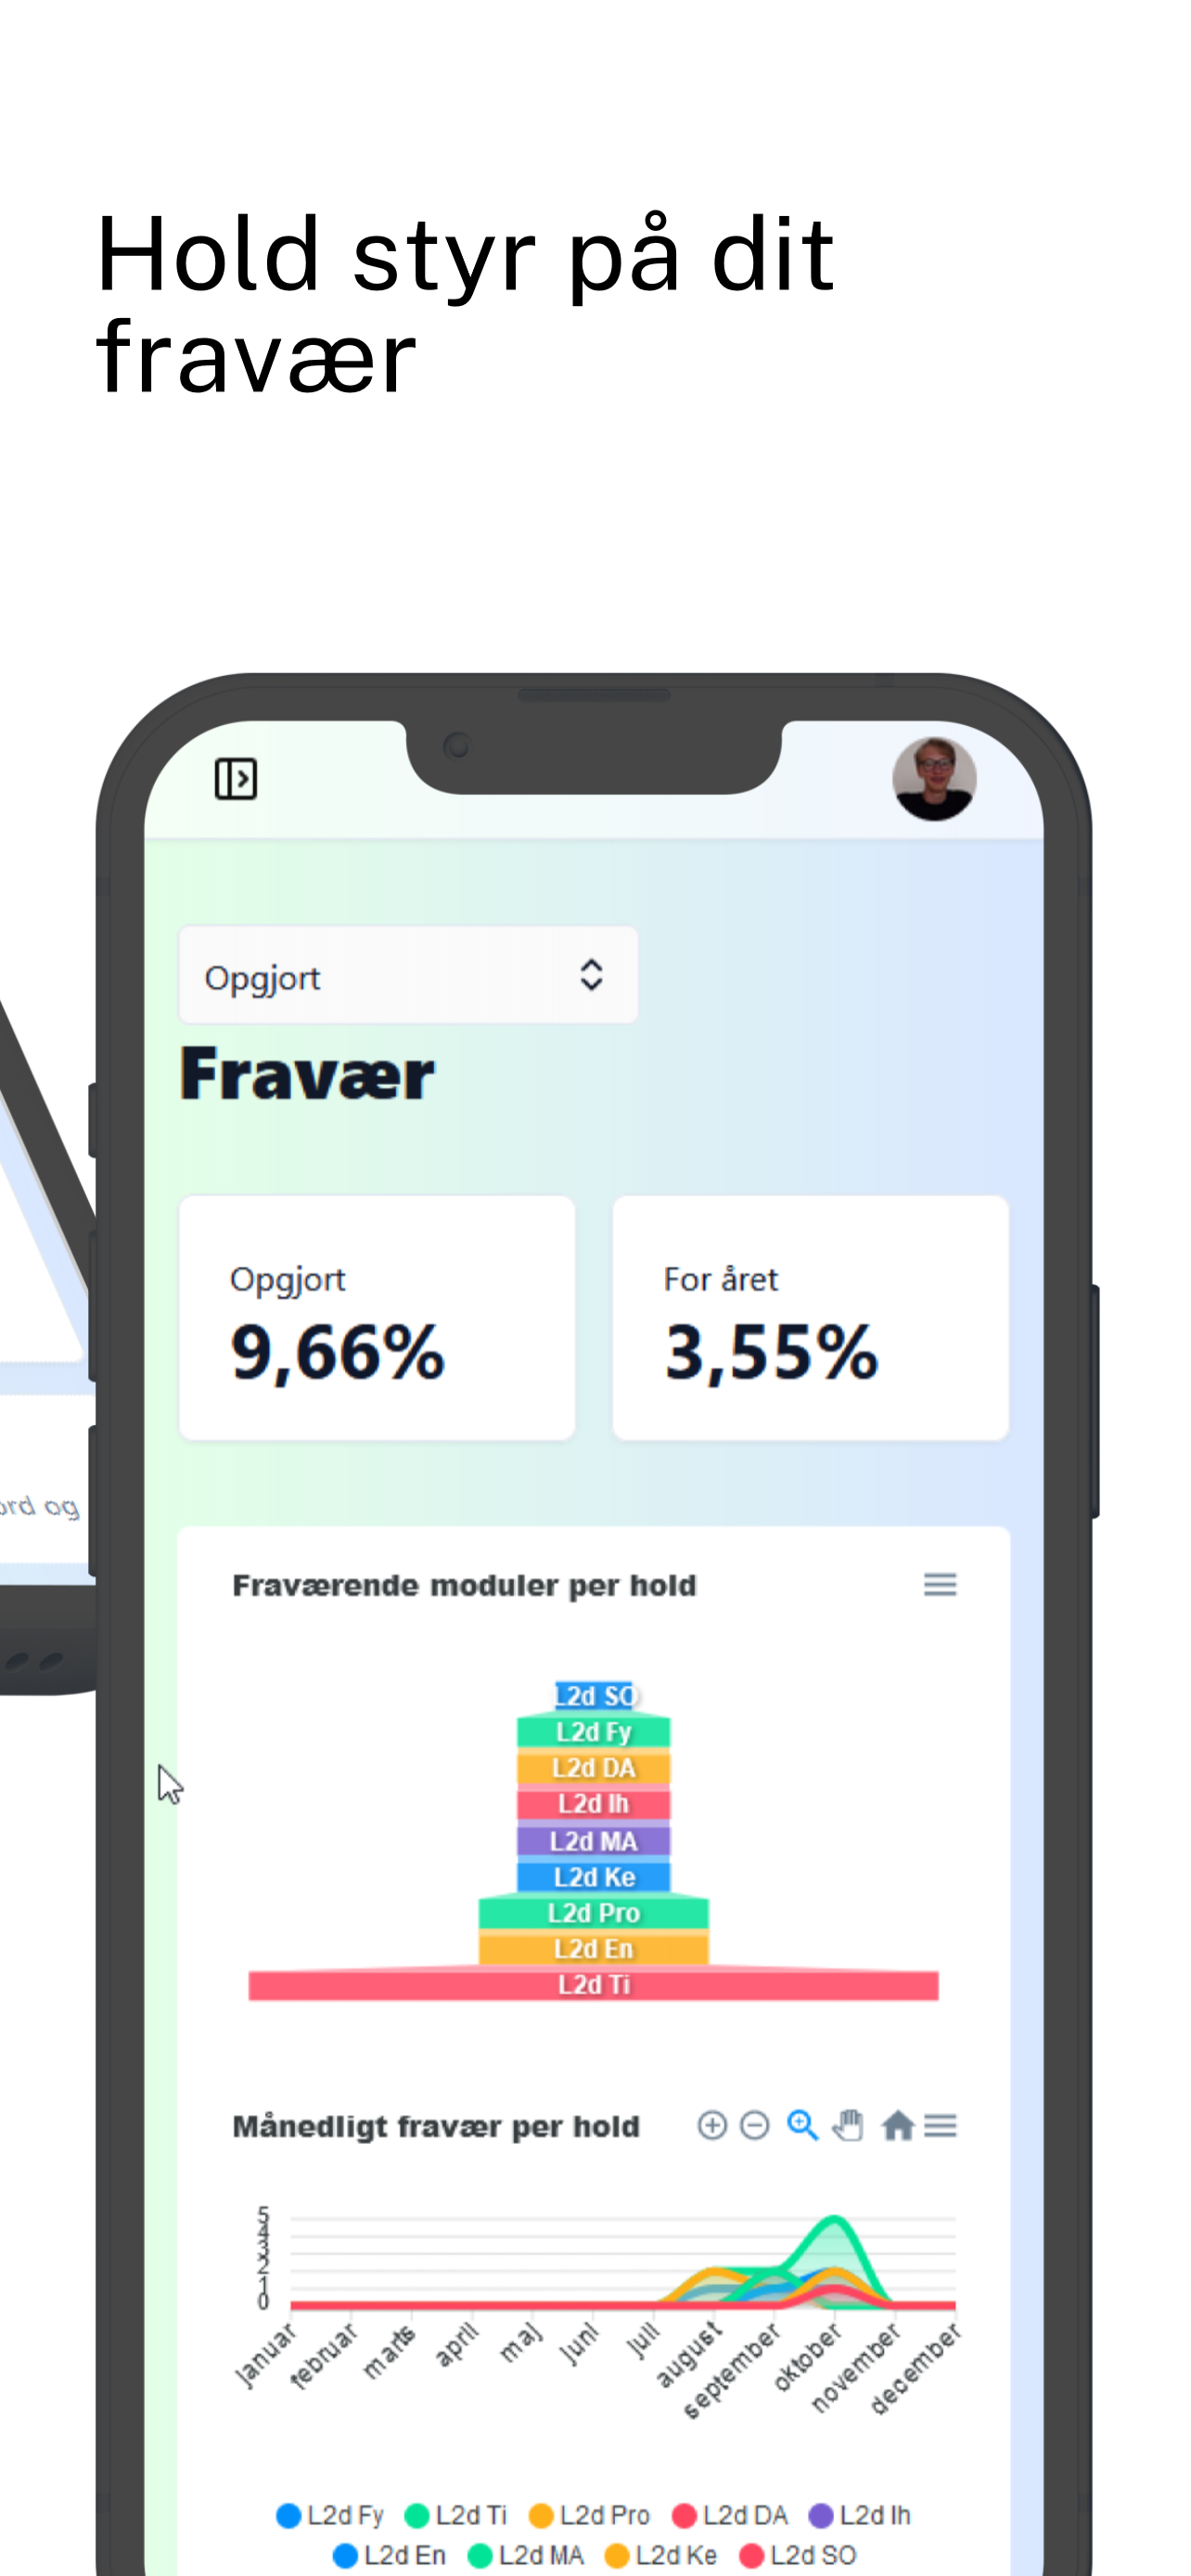 Hold styr på dit
fravær
Opgjort
Fravær
Opgjort
9,66%
For året
3,55%
ord og
Fraværende moduler per hold
L2d SO
L2d Fy
L2d DA
L2d Ih
L2d MA
L2d Ke
L2d Pro
L2d En
L2d Ti
Månedligt fravær per hold
5
4
3
2
1
0
januar
februar
marts
april
maj
juni
juli
august
september
oktober
november
december
L2d Fy L2d Ti L2d Pro L2d DA L2d Ih
L2d En L2d MA L2d Ke L2d SO